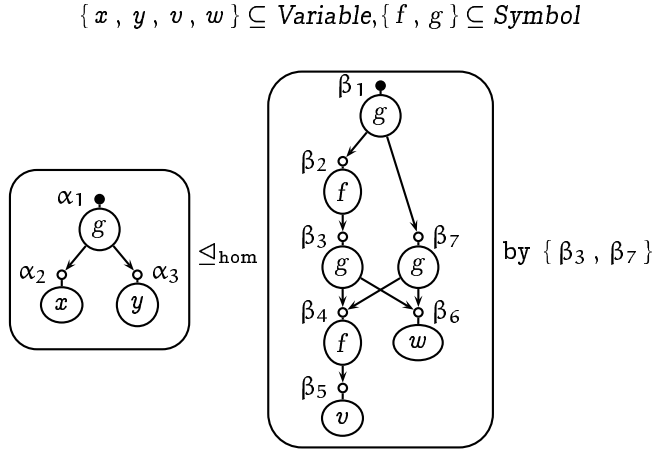 { x , y , v , w } ⊆ Variable,{ f , g } ⊆ Symbol
β1
g
β2
f
α1
g
β3
g
β7
g
⊴hom
by { β3 , β7 }
α2
x
α3
y
β4
f
β6
w
β5
v